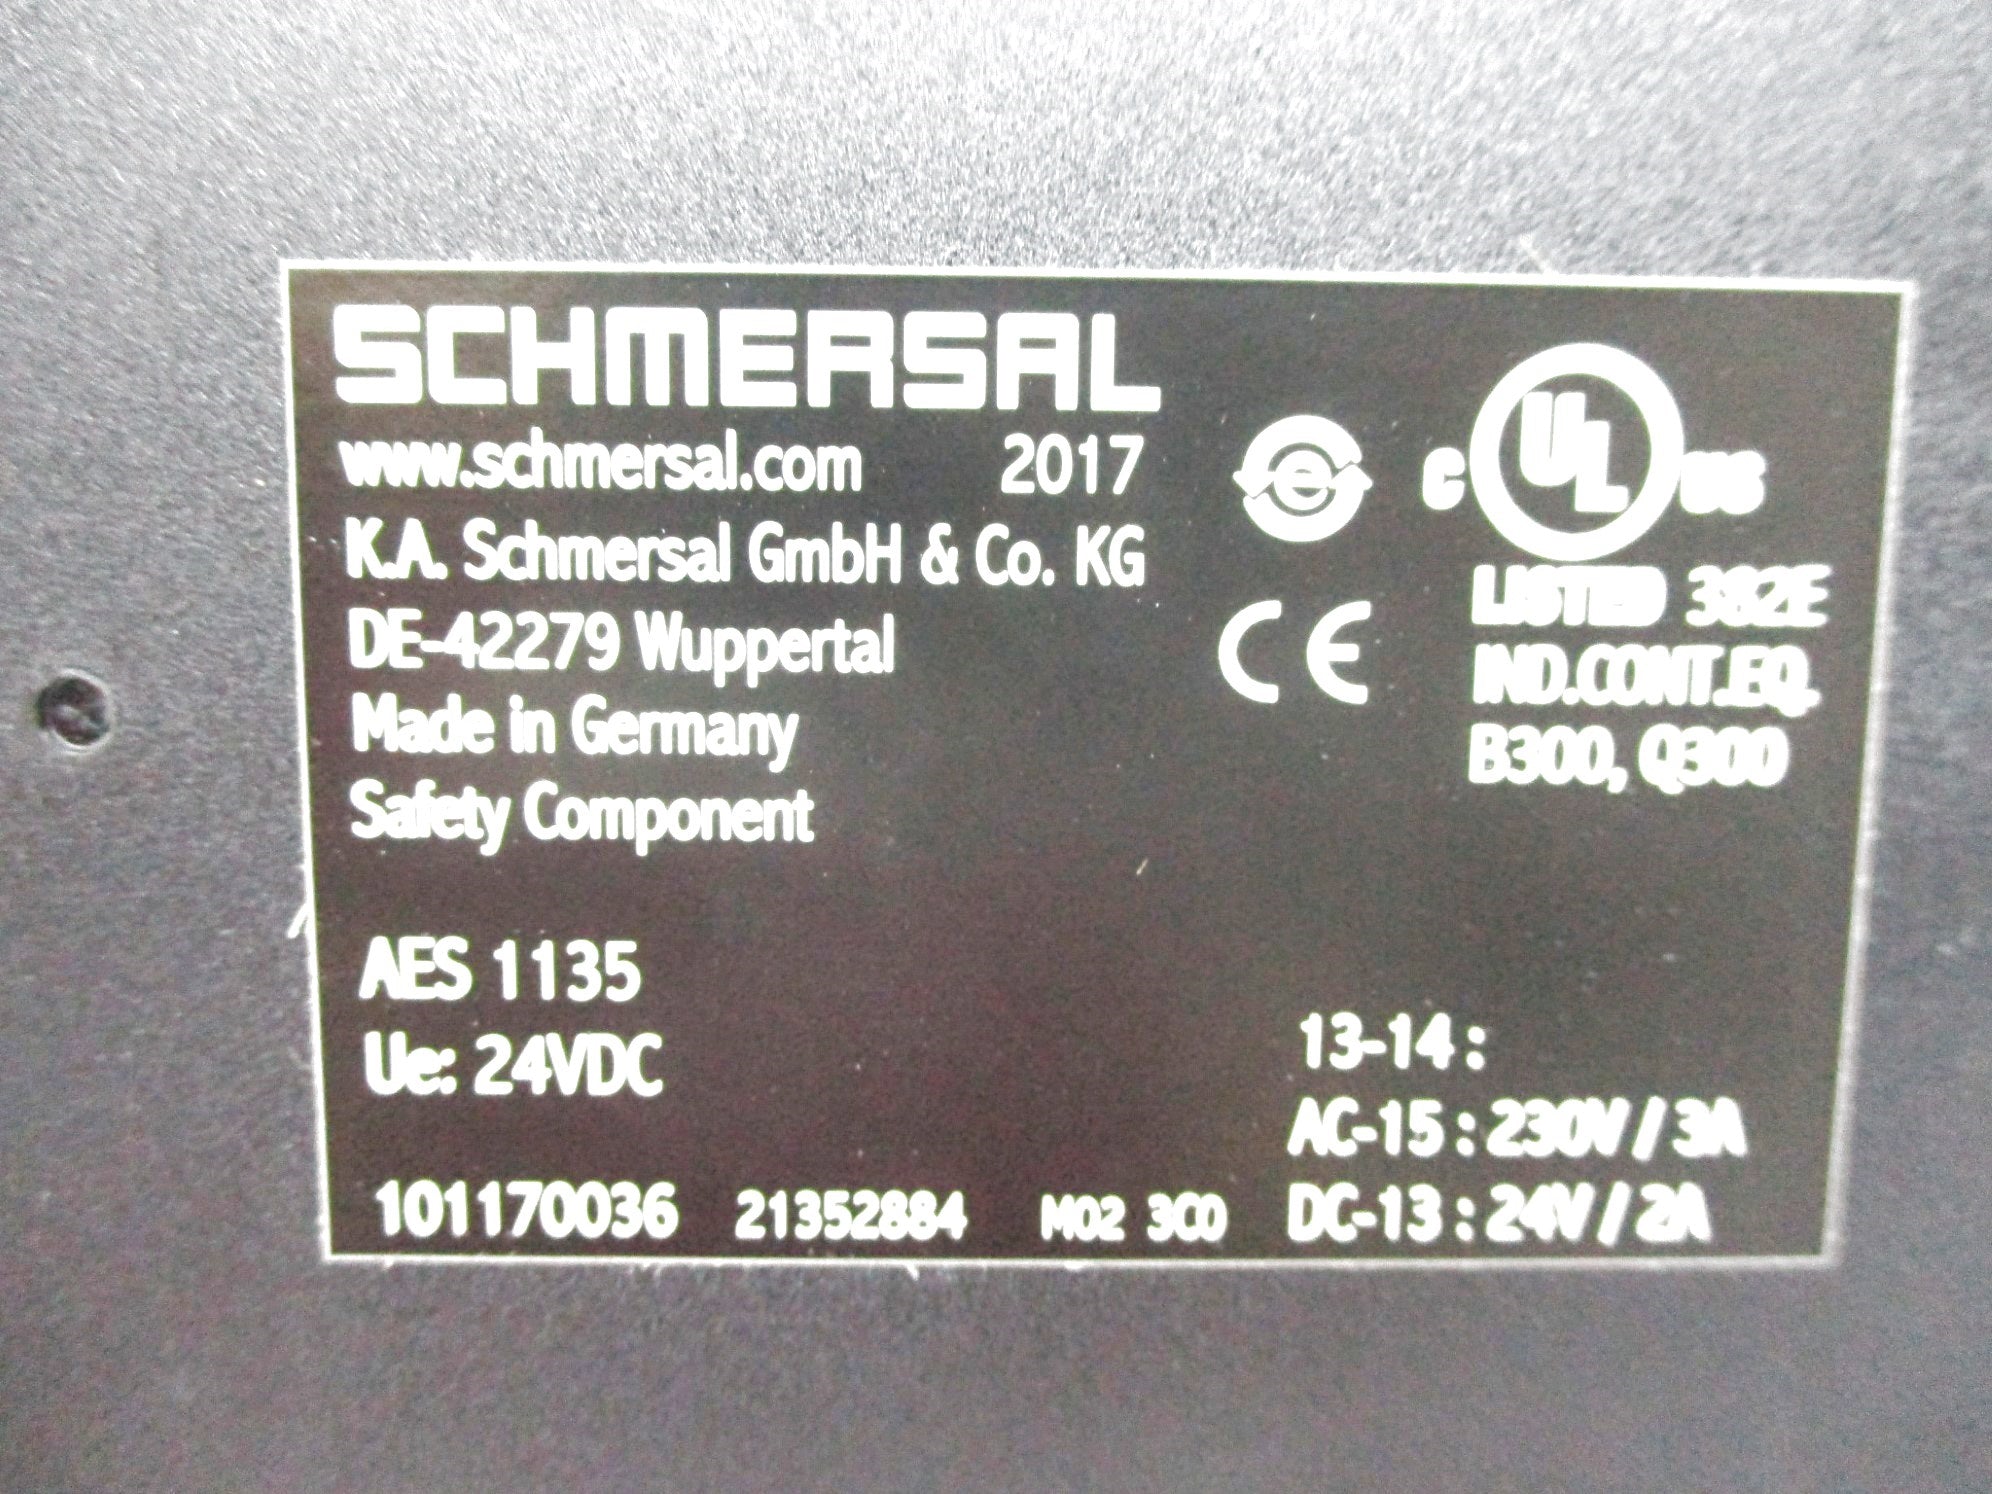 SCHMERSAL
www.schmersal.com 2017
K.A. Schmersal GmbH & Co. KG
DE-42279 Wuppertal
Made in Germany
Safety Component
e
CE
C UL US
LISTED 382E
IND.CONT.EQ.
B300, Q300
AES 1135
Ue: 24VDC
13-14 :
AC-15 : 230V / 3A
DC-13 : 24V / 2A
101170036 21352884 M02 3C0